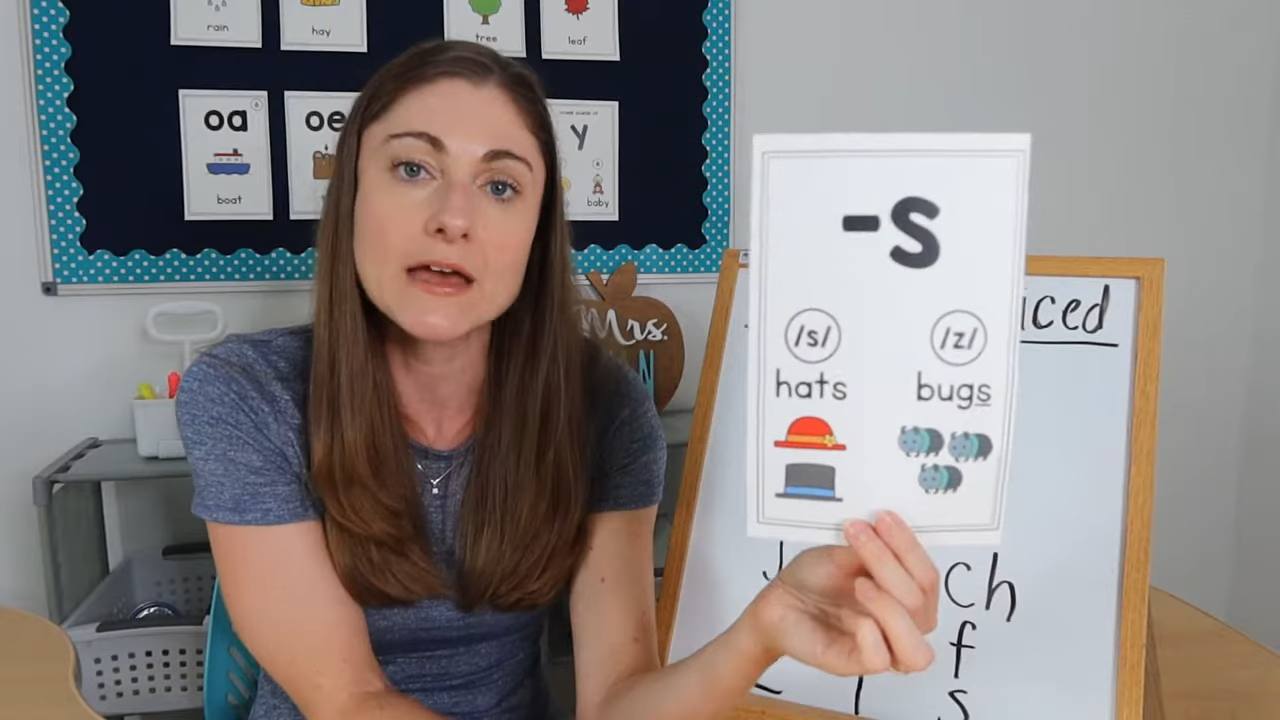 rain
hay
tree
leaf
oa
oe
y
boat
baby
Mrs.
-s
/s/
/z/
hats
bugs
iced
ch
f
s